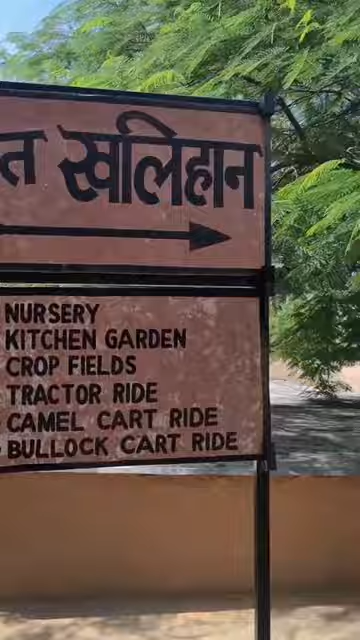 त खलिहान
NURSERY
KITCHEN GARDEN
CROP FIELDS
TRACTOR RIDE
CAMEL CART RIDE
BULLOCK CART RIDE